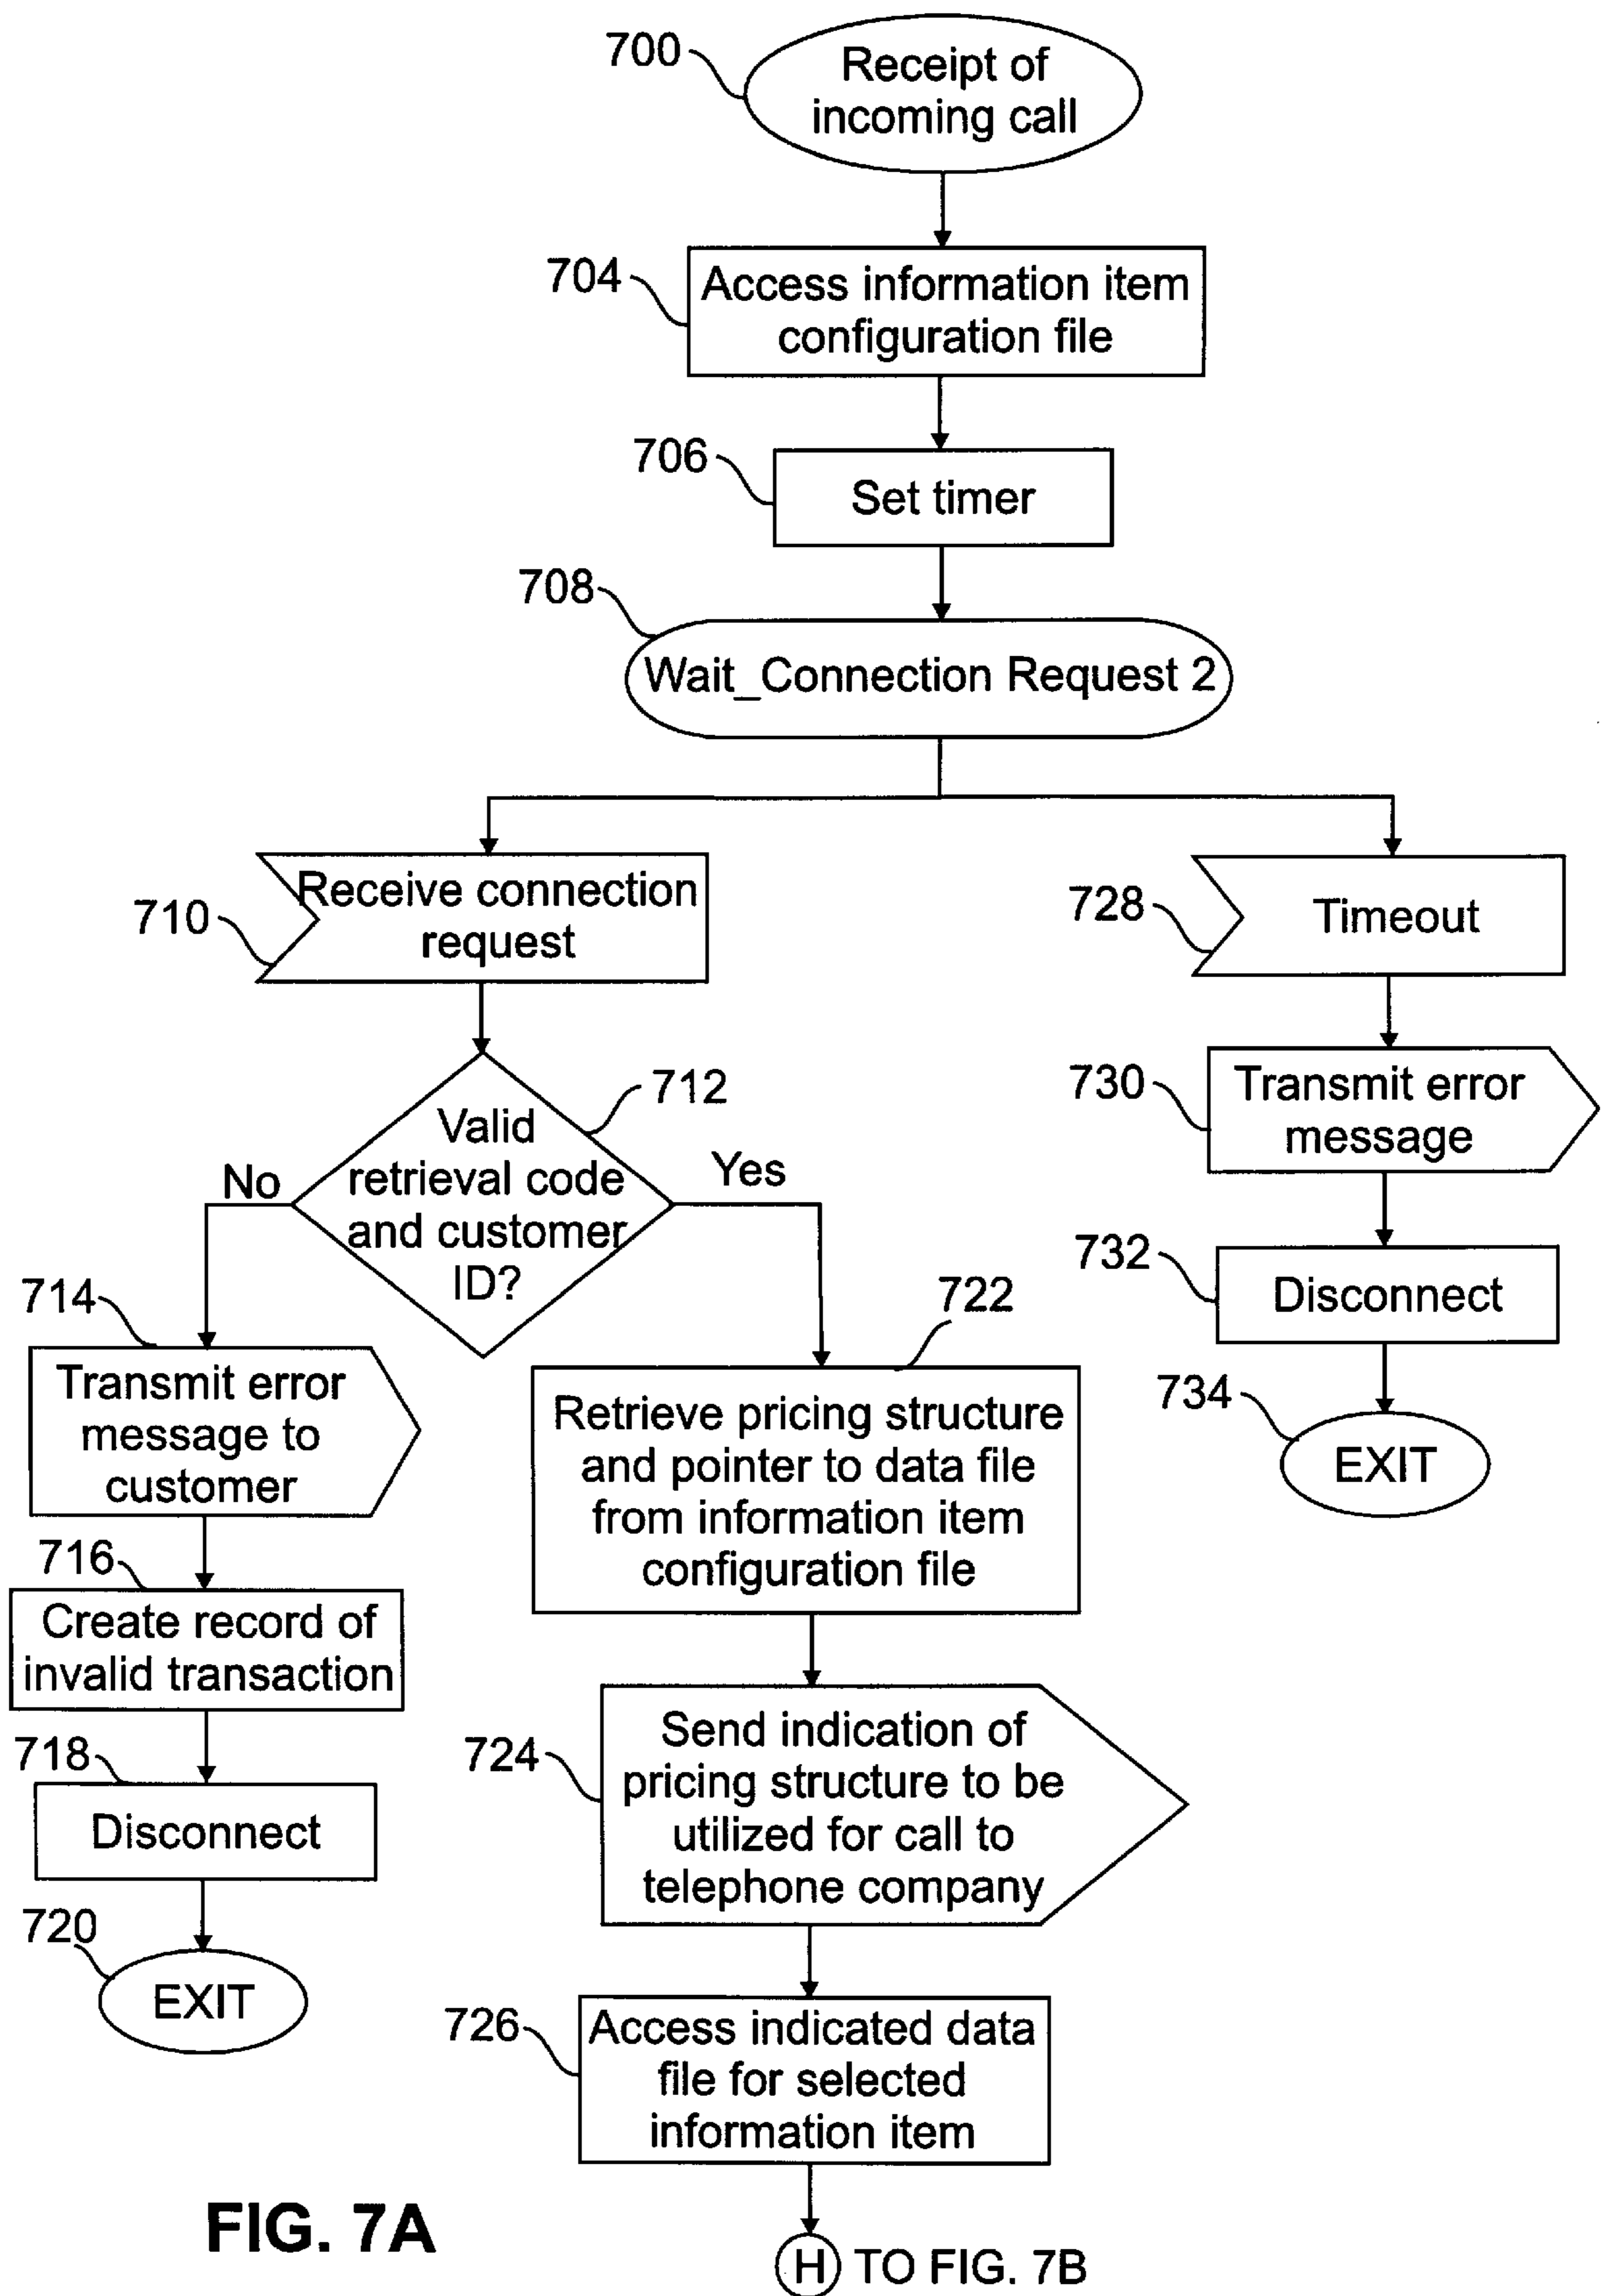 700
Receipt of
incoming call
704
Access information item
configuration file
706
Set timer
708
Wait_Connection Request 2
710
Receive connection
request
728
Timeout
712
Valid
retrieval code
and customer
ID?
No
Yes
730
Transmit error
message
732
Disconnect
734
EXIT
714
Transmit error
message to
customer
716
Create record of
invalid transaction
718
Disconnect
720
EXIT
722
Retrieve pricing structure
and pointer to data file
from information item
configuration file
724
Send indication of
pricing structure to be
utilized for call to
telephone company
726
Access indicated data
file for selected
information item
FIG. 7A
H TO FIG. 7B